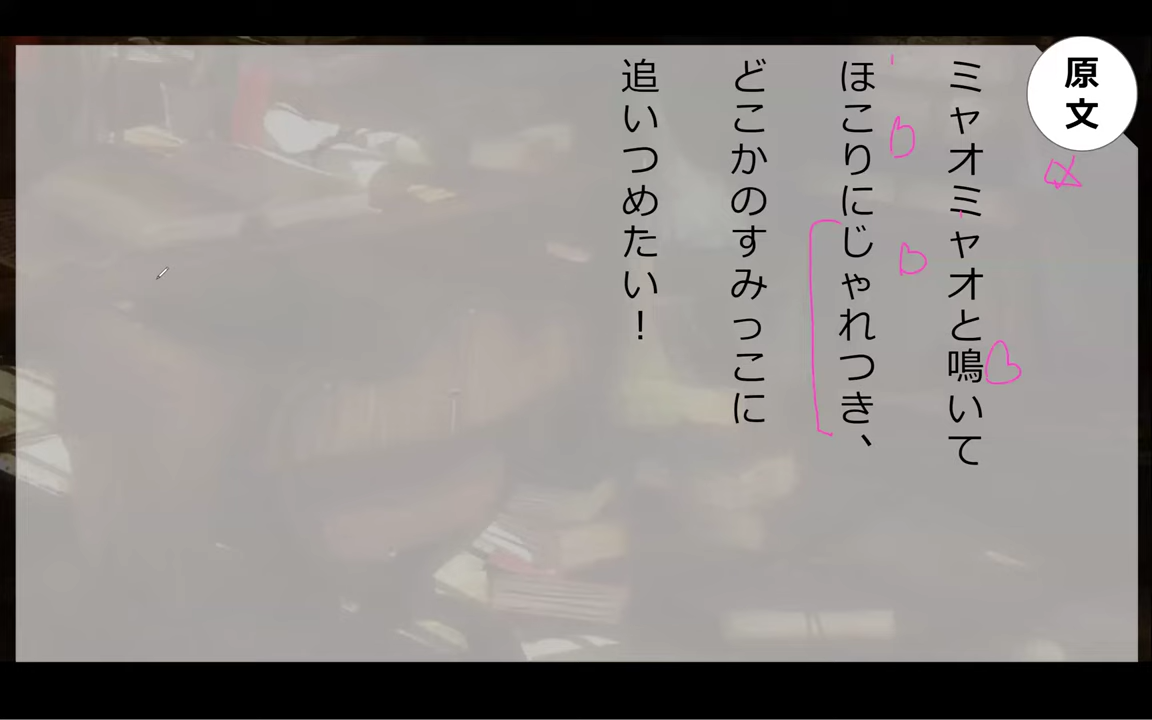 原文
ミャオミャオと鳴いて
ほこりにじゃれつき、
どこかのすみっこに
追いつめたい！